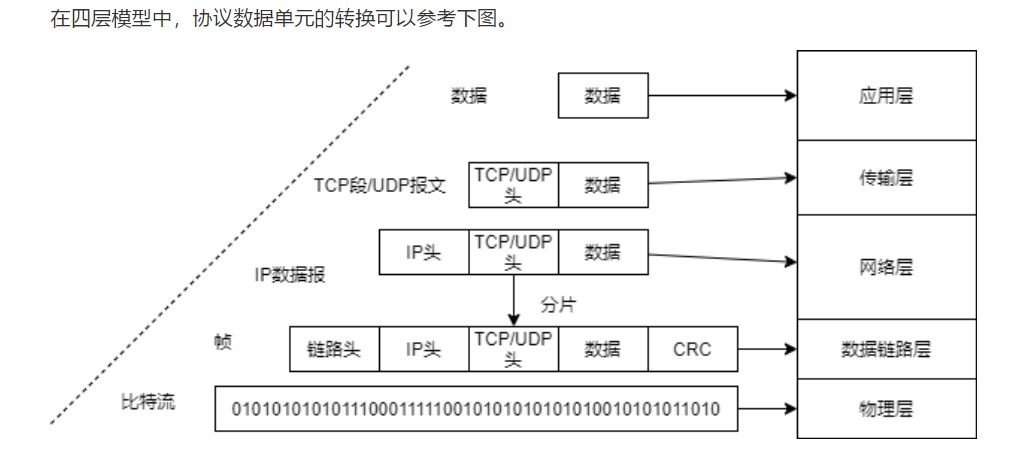 在四层模型中，协议数据单元的转换可以参考下图。
数据 数据 应用层
TCP段/UDP报文 TCP/UDP头 数据 传输层
IP数据报 IP头 TCP/UDP头 数据 网络层
分片
帧 链路头 IP头 TCP/UDP头 数据 CRC 数据链路层
比特流 0101010101011100011111001010101010101001010101011010 物理层